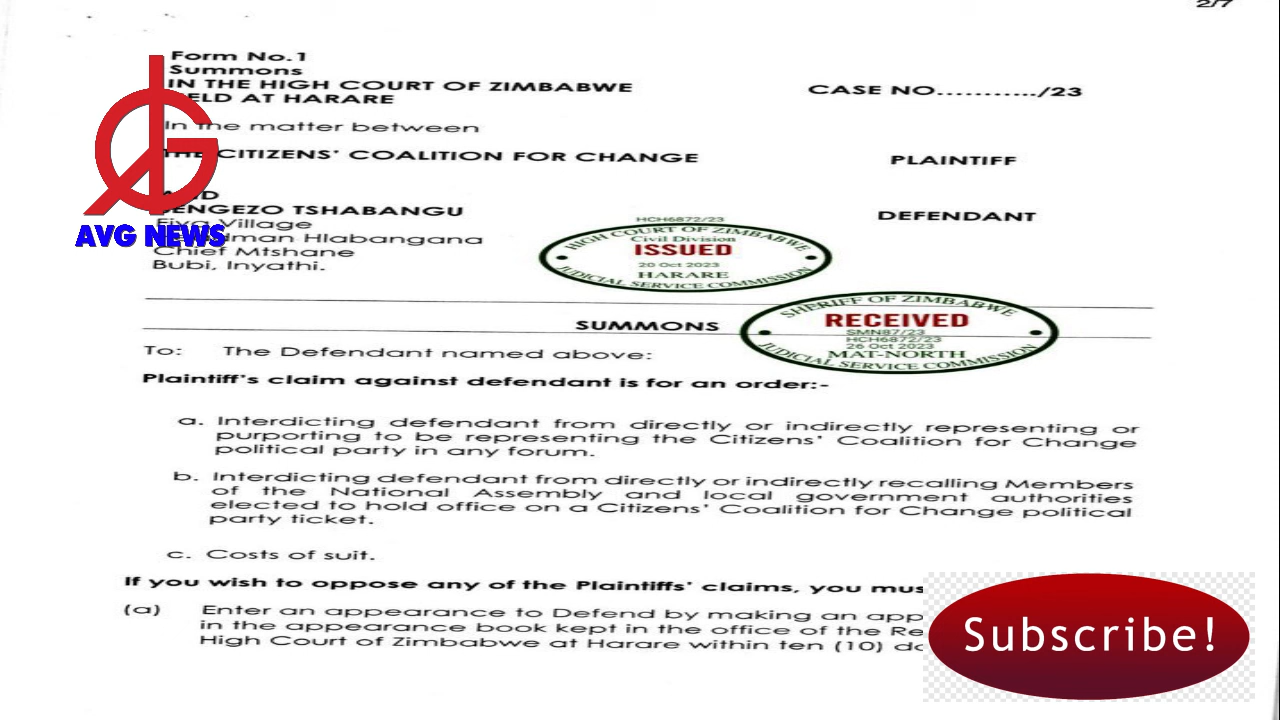 2/7
Form No.1
Summons
IN THE HIGH COURT OF ZIMBABWE
HELD AT HARARE
CASE NO.........../23
In the matter between
THE CITIZENS' COALITION FOR CHANGE
PLAINTIFF
AND
SENGEZO TSHABANGU
DEFENDANT
Village
Hlabangana
Chief Mtshane
Bubi, Inyathi.
AVG NEWS
HCH6872/23
HIGH COURT OF ZIMBABWE
Civil Division
ISSUED
20 Oct 2023
HARARE
JUDICIAL SERVICE COMMISSION
SUMMONS
SHERIFF OF ZIMBABWE
RECEIVED
SMN87/23
HCH6872/23
26 Oct 2023
MAT-NORTH
JUDICIAL SERVICE COMMISSION
To: The Defendant named above:
Plaintiff's claim against defendant is for an order:-
a. Interdicting defendant from directly or indirectly representing or
purporting to be representing the Citizens' Coalition for Change
political party in any forum.
b. Interdicting defendant from directly or indirectly recalling Members
of the National Assembly and local government authorities
elected to hold office on a Citizens' Coalition for Change political
party ticket.
c. Costs of suit.
If you wish to oppose any of the Plaintiffs' claims, you mus
(a) Enter an appearance to Defend by making an app
in the appearance book kept in the office of the Re
High Court of Zimbabwe at Harare within ten (10) da
Subscribe!